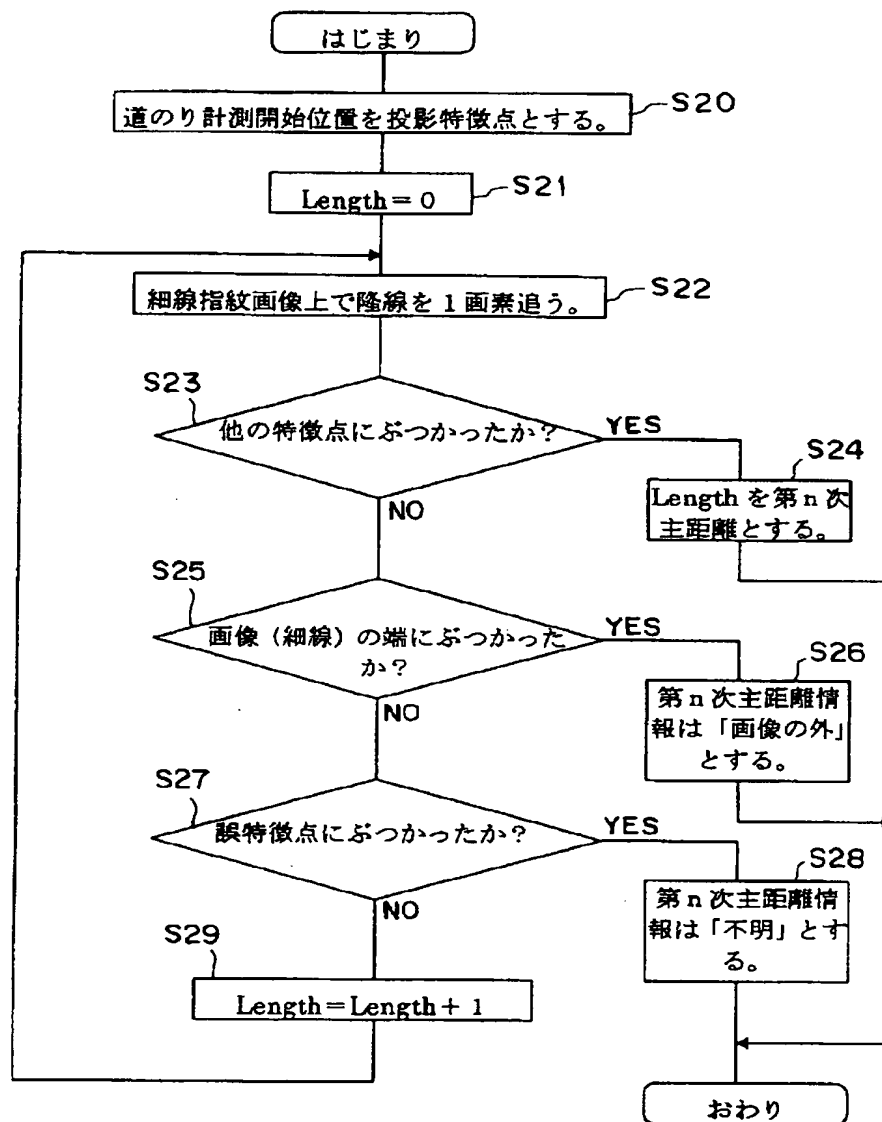 はじまり
道のり計測開始位置を投影特徴点とする。
S20
Length=0
S21
細線指紋画像上で隆線を1画素追う。
S22
S23
他の特徴点にぶつかったか?
YES
NO
S24
Lengthを第n次
主距離とする。
S25
画像(細線)の端にぶつかった
か?
YES
NO
S26
第n次主距離情
報は「画像の外」
とする。
S27
誤特徴点にぶつかったか?
YES
NO
S28
第n次主距離情
報は「不明」とす
る。
S29
Length=Length+1
おわり